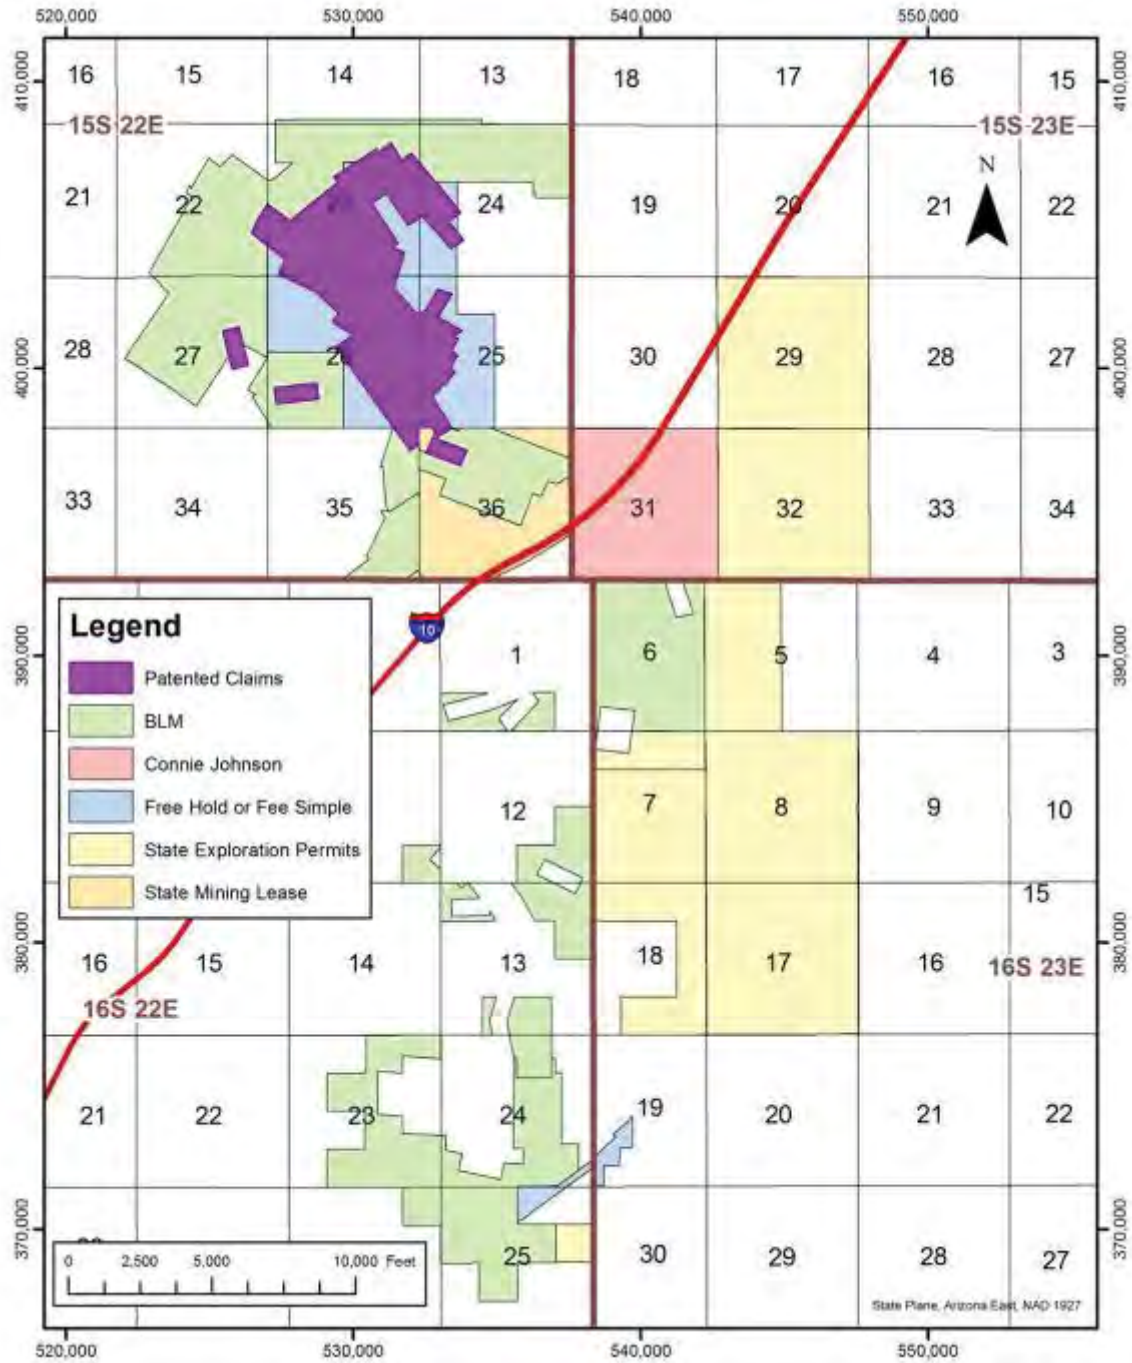 520,000 530,000 540,000 550,000
410,000 410,000
16 15 14 13 18 17 16 15
15S 22E 15S 23E
N
21 22 24 19 20 21 22
400,000 400,000
28 27 25 30 29 28 27
33 34 35 36 31 32 33 34
Legend
Patented Claims
BLM
Connie Johnson
Free Hold or Fee Simple
State Exploration Permits
State Mining Lease
10
390,000 390,000
1 6 5 4 3
12 7 8 9 10
15
380,000 380,000
16 15 14 13 18 17 16 16S 23E
16S 22E
21 22 23 24 19 20 21 22
370,000 370,000
25 30 29 28 27
0 2,500 5,000 10,000 Feet
State Plane, Arizona East, NAD 1927
520,000 530,000 540,000 550,000